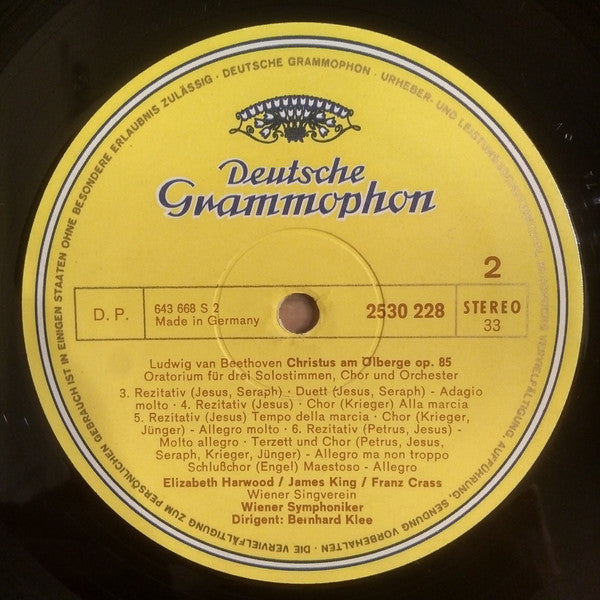 Deutsche
Grammophon
2
D. P.
643 668 S 2
Made in Germany
2530 228
STEREO
33
Ludwig van Beethoven Christus am Ölberge op. 85
Oratorium für drei Solostimmen, Chor und Orchester
3. Rezitativ (Jesus, Seraph) · Duett (Jesus, Seraph) - Adagio
molto · 4. Rezitativ (Jesus) · Chor (Krieger) Alla marcia
5. Rezitativ (Jesus) Tempo della marcia · Chor (Krieger,
Jünger) - Allegro molto · 6. Rezitativ (Petrus, Jesus) -
Molto allegro · Terzett und Chor (Petrus, Jesus,
Seraph, Krieger, Jünger) - Allegro ma non troppo
Schlußchor (Engel) Maestoso - Allegro
Elizabeth Harwood / James King / Franz Crass
Wiener Singverein
Wiener Symphoniker
Dirigent: Bernhard Klee
DIE VERVIELFÄLTIGUNG ZUM PERSÖNLICHEN GEBRAUCH IST IN EINIGEN STAATEN OHNE BESONDERE ERLAUBNIS ZULÄSSIG · DEUTSCHE GRAMMOPHON · URHEBER- UND VERVIELFÄLTIGUNG, AUFFÜHRUNG, SENDUNG VORBEHALTEN ·